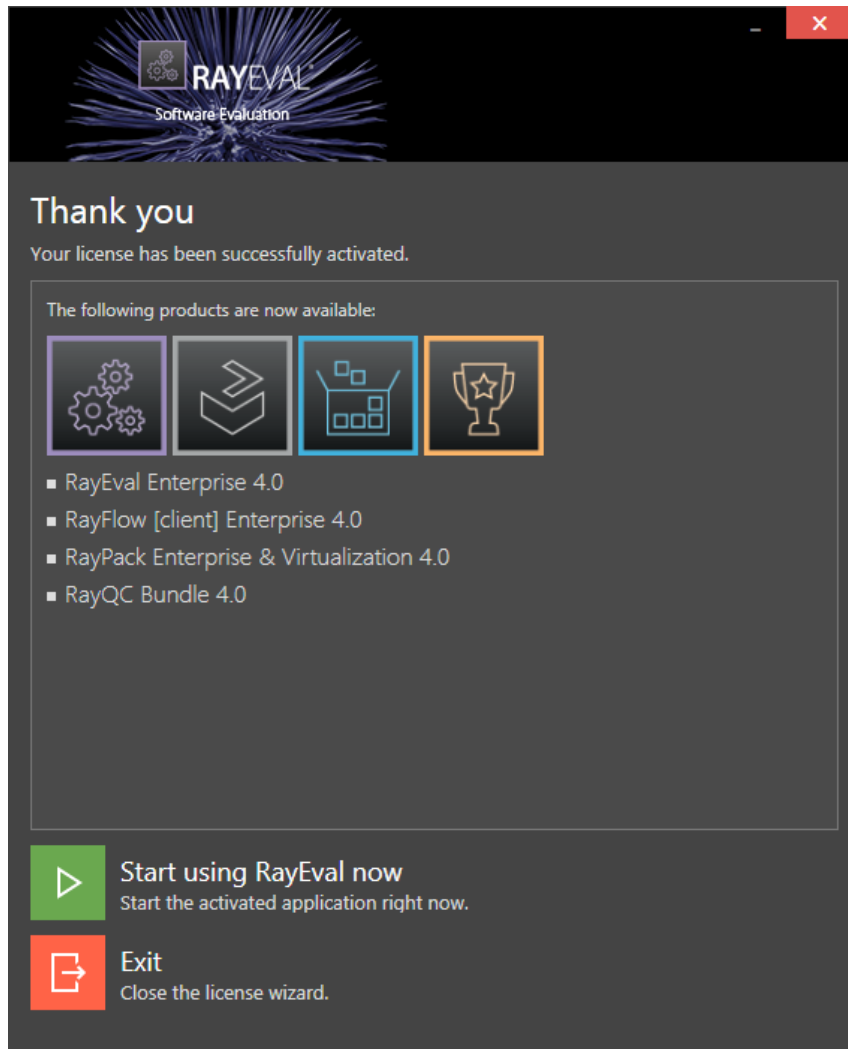 RAYEVAL®
Software Evaluation
Thank you
Your license has been successfully activated.
The following products are now available:
RayEval Enterprise 4.0
RayFlow [client] Enterprise 4.0
RayPack Enterprise & Virtualization 4.0
RayQC Bundle 4.0
Start using RayEval now
Start the activated application right now.
Exit
Close the license wizard.